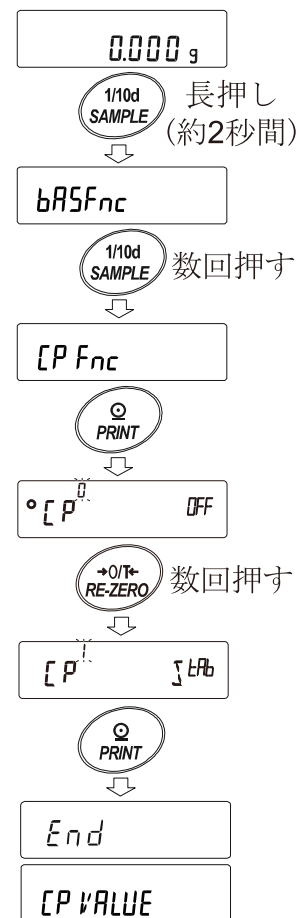 0.000 g
1/10d
SAMPLE
長押し
(約2秒間)
bASFnc
1/10d
SAMPLE
数回押す
CP Fnc
PRINT
CP 0 OFF
→0/T←
RE-ZERO
数回押す
CP 1 StAb
PRINT
End
CP VALUE